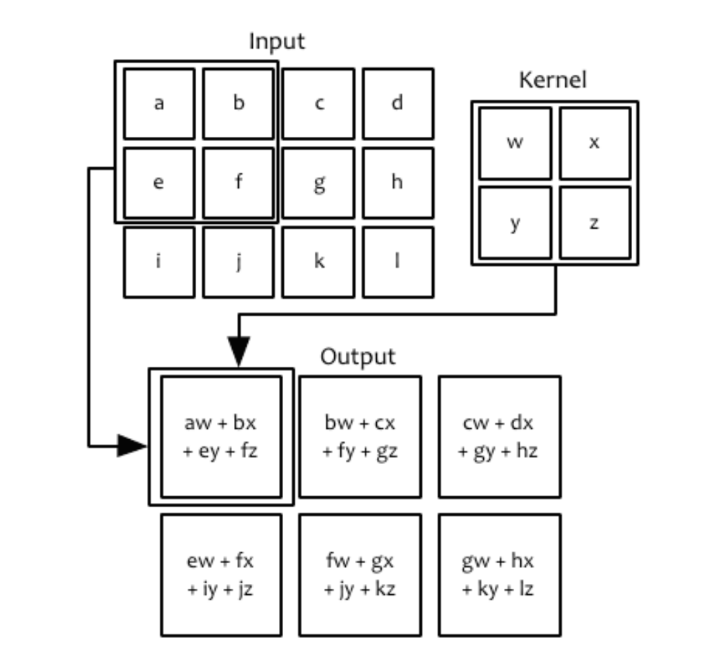 Input
Kernel
a b c d
w x
e f g h
y z
i j k l
Output
aw + bx
+ ey + fz
bw + cx
+ fy + gz
cw + dx
+ gy + hz
ew + fx
+ iy + jz
fw + gx
+ jy + kz
gw + hx
+ ky + lz